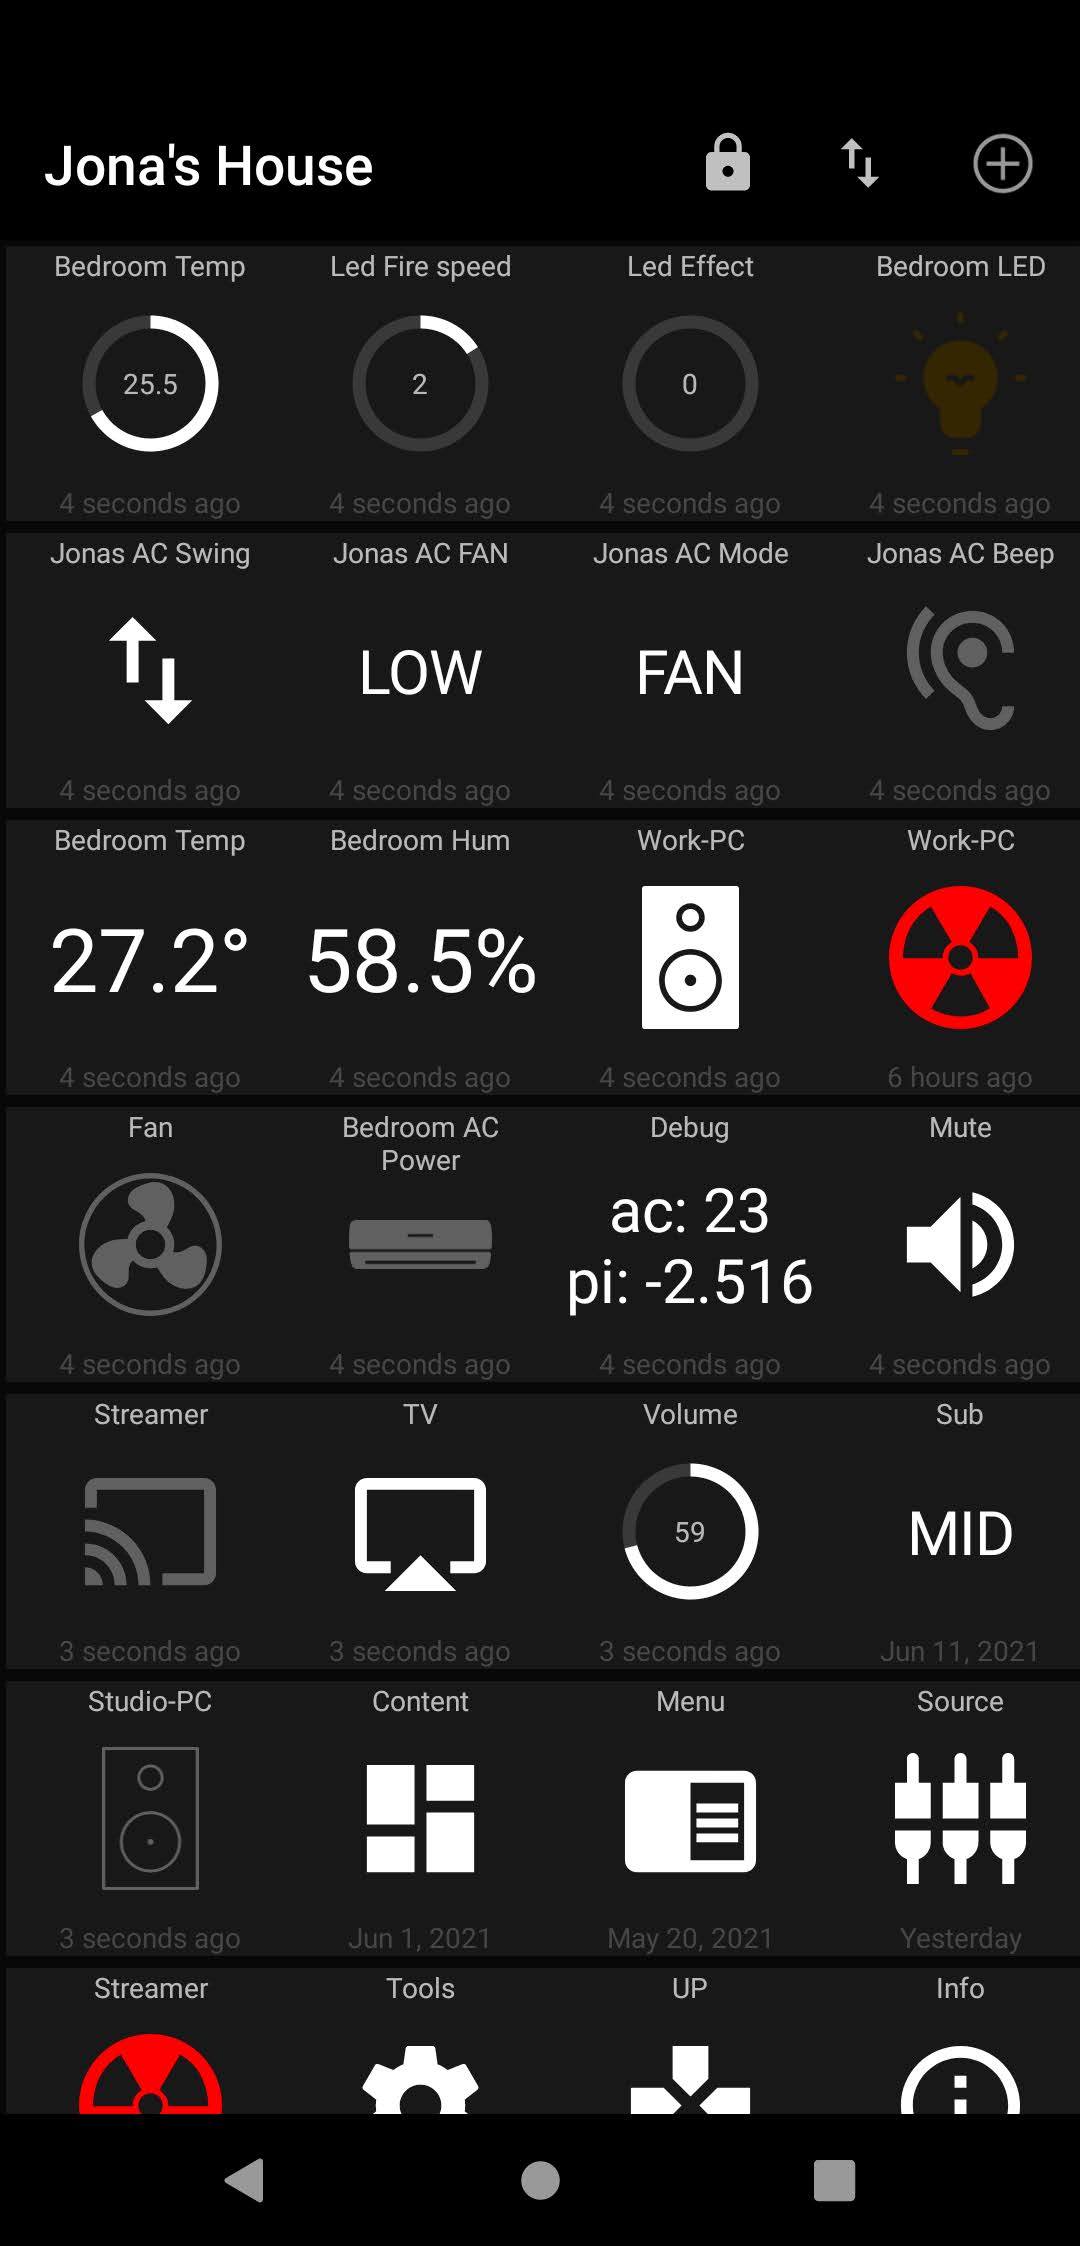 Jona's House
Bedroom Temp
Led Fire speed
Led Effect
Bedroom LED
25.5
2
0
4 seconds ago
4 seconds ago
4 seconds ago
4 seconds ago
Jonas AC Swing
Jonas AC FAN
Jonas AC Mode
Jonas AC Beep
LOW
FAN
4 seconds ago
4 seconds ago
4 seconds ago
4 seconds ago
Bedroom Temp
Bedroom Hum
Work-PC
Work-PC
27.2°
58.5%
4 seconds ago
4 seconds ago
4 seconds ago
6 hours ago
Fan
Bedroom AC
Power
Debug
Mute
ac: 23
pi: -2.516
4 seconds ago
4 seconds ago
4 seconds ago
4 seconds ago
Streamer
TV
Volume
Sub
59
MID
3 seconds ago
3 seconds ago
3 seconds ago
Jun 11, 2021
Studio-PC
Content
Menu
Source
3 seconds ago
Jun 1, 2021
May 20, 2021
Yesterday
Streamer
Tools
UP
Info